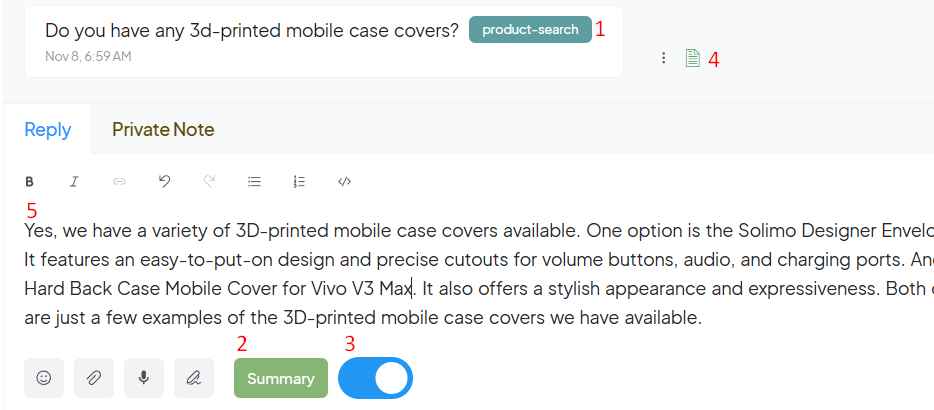 Do you have any 3d-printed mobile case covers? product-search 1
Nov 8, 6:59 AM
4
Reply Private Note
B I
5
Yes, we have a variety of 3D-printed mobile case covers available. One option is the Solimo Designer Envelo
It features an easy-to-put-on design and precise cutouts for volume buttons, audio, and charging ports. An
Hard Back Case Mobile Cover for Vivo V3 Max. It also offers a stylish appearance and expressiveness. Both
are just a few examples of the 3D-printed mobile case covers we have available.
2 3
Summary